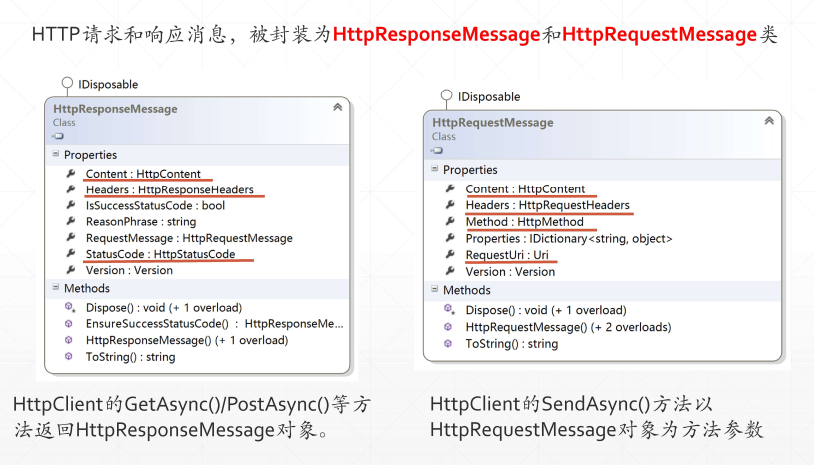 HTTP请求和响应消息，被封装为HttpResponseMessage和HttpRequestMessage类
IDisposable
HttpResponseMessage
Class
Properties
Content : HttpContent
Headers : HttpResponseHeaders
IsSuccessStatusCode : bool
ReasonPhrase : string
RequestMessage : HttpRequestMessage
StatusCode : HttpStatusCode
Version : Version
Methods
Dispose() : void (+ 1 overload)
EnsureSuccessStatusCode() : HttpResponseMe...
HttpResponseMessage() (+ 1 overload)
ToString() : string
HttpClient的GetAsync()/PostAsync()等方
法返回HttpResponseMessage对象。
IDisposable
HttpRequestMessage
Class
Properties
Content : HttpContent
Headers : HttpRequestHeaders
Method : HttpMethod
Properties : IDictionary<string, object>
RequestUri : Uri
Version : Version
Methods
Dispose() : void (+ 1 overload)
HttpRequestMessage() (+ 2 overloads)
ToString() : string
HttpClient的SendAsync()方法以
HttpRequestMessage对象为方法参数